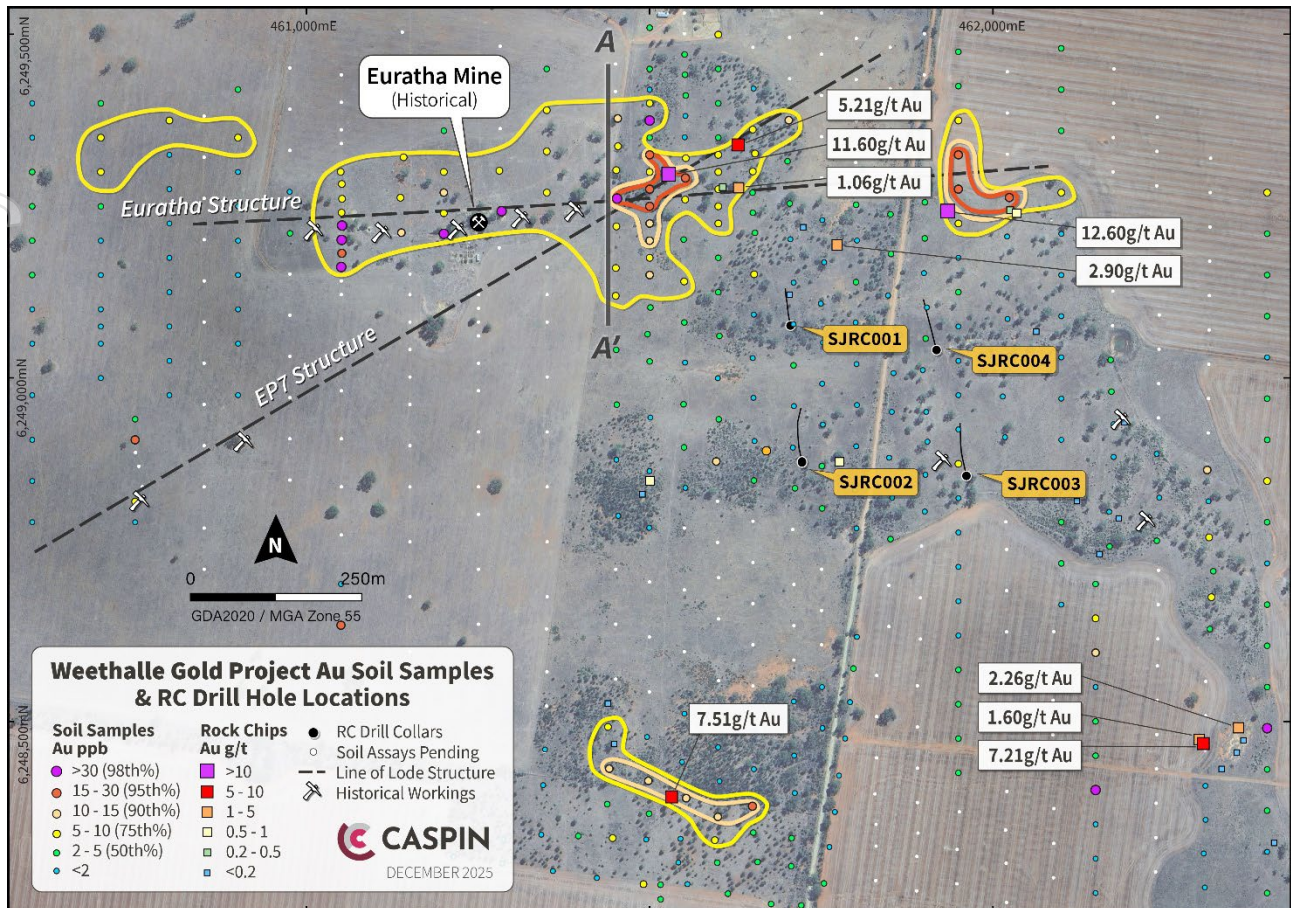 461,000mE
462,000mE
6,249,500mN
6,249,000mN
6,248,500mN
A
Euratha Mine
(Historical)
5.21g/t Au
11.60g/t Au
1.06g/t Au
Euratha Structure
12.60g/t Au
2.90g/t Au
SJRC001
SJRC004
A'
EP7 Structure
SJRC002
SJRC003
N
0
250m
GDA2020 / MGA Zone 55
Weethalle Gold Project Au Soil Samples
& RC Drill Hole Locations
Soil Samples
Au ppb
>30 (98th%)
15 - 30 (95th%)
10 - 15 (90th%)
5 - 10 (75th%)
2 - 5 (50th%)
<2
Rock Chips
Au g/t
>10
5 - 10
1 - 5
0.5 - 1
0.2 - 0.5
<0.2
RC Drill Collars
Soil Assays Pending
Line of Lode Structure
Historical Workings
CASPIN
DECEMBER 2025
7.51g/t Au
2.26g/t Au
1.60g/t Au
7.21g/t Au